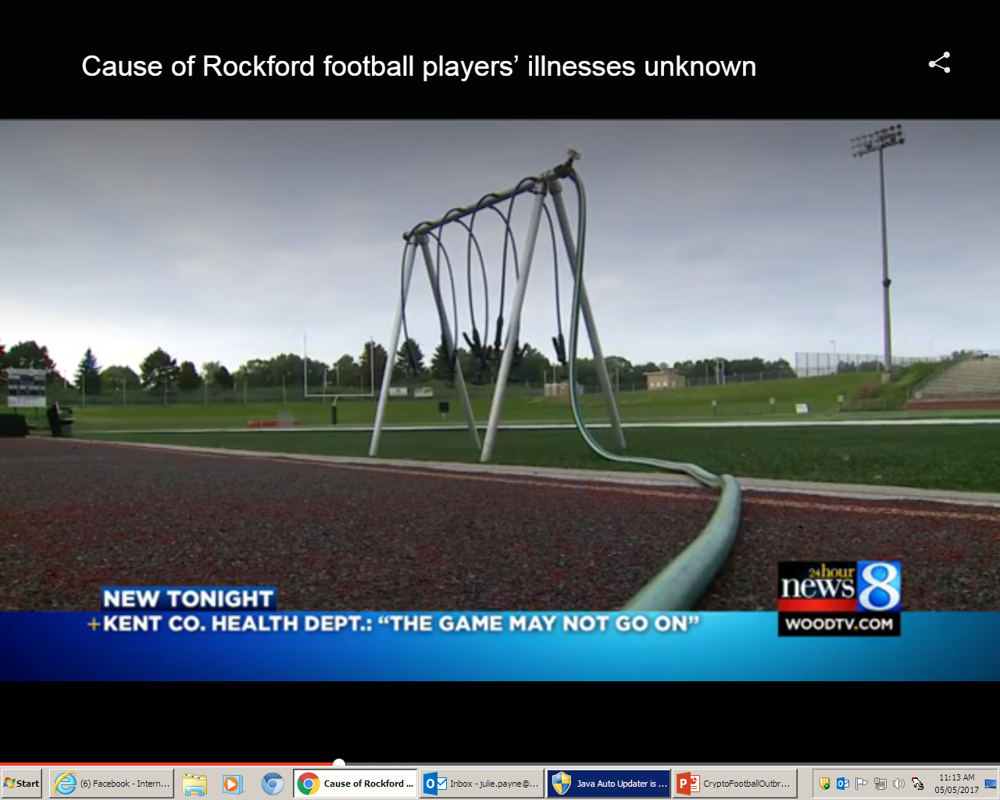 Cause of Rockford football players’ illnesses unknown
NEW TONIGHT
+KENT CO. HEALTH DEPT.: “THE GAME MAY NOT GO ON”
24hour
news 8
WOODTV.COM
Start
(6) Facebook - Intern...
Cause of Rockford ...
Inbox - julie.payne@...
Java Auto Updater is ...
CryptoFootballOutbr...
11:13 AM
05/05/2017